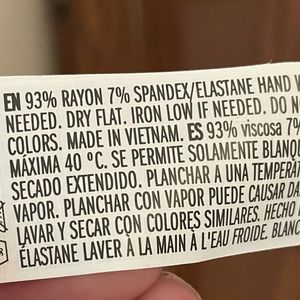 EN 93% RAYON 7% SPANDEX/ELASTANE HAND
NEEDED. DRY FLAT. IRON LOW IF NEEDED. DO
COLORS. MADE IN VIETNAM. ES 93% viscosa 7%
MÁXIMA 40 ºC. SE PERMITE SOLAMENTE BLANQ
SECADO EXTENDIDO. PLANCHAR A UNA TEMPERA
VAPOR. PLANCHAR CON VAPOR PUEDE CAUSAR DA
LAVAR Y SECAR CON COLORES SIMILARES. HECHO
ÉLASTANE LAVER À LA MAIN À L'EAU FROIDE. BLANC